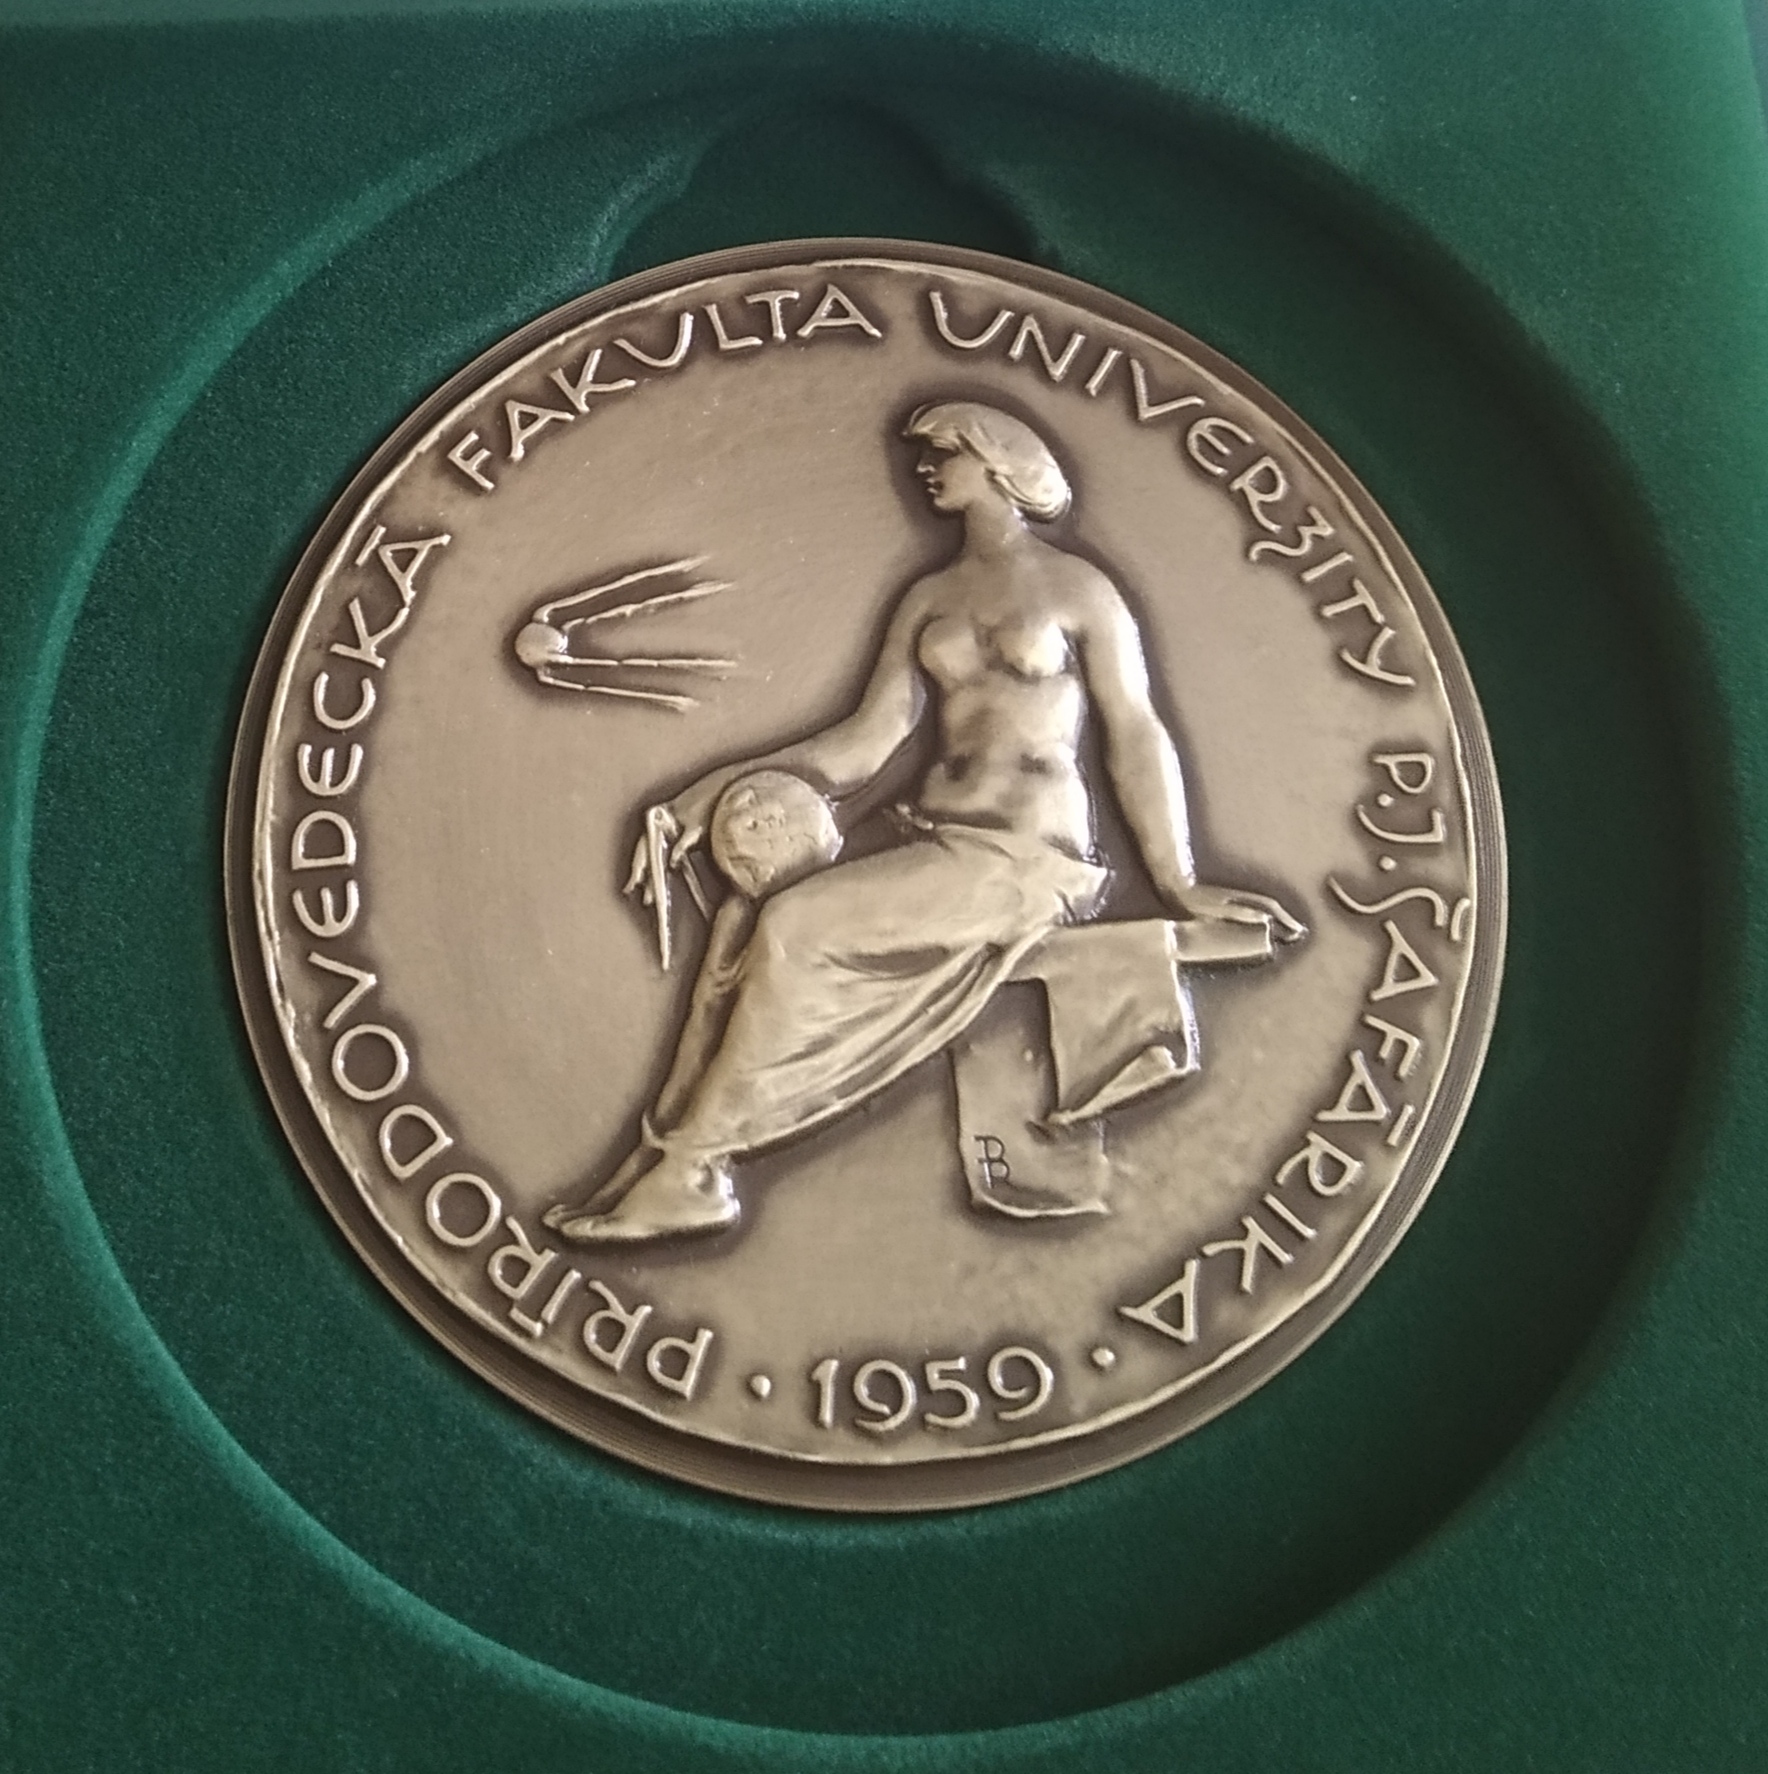 PRÍRODOVEDECKÁ FAKULTA UNIVERZITY P.J. ŠAFÁRIKA
· 1959 ·